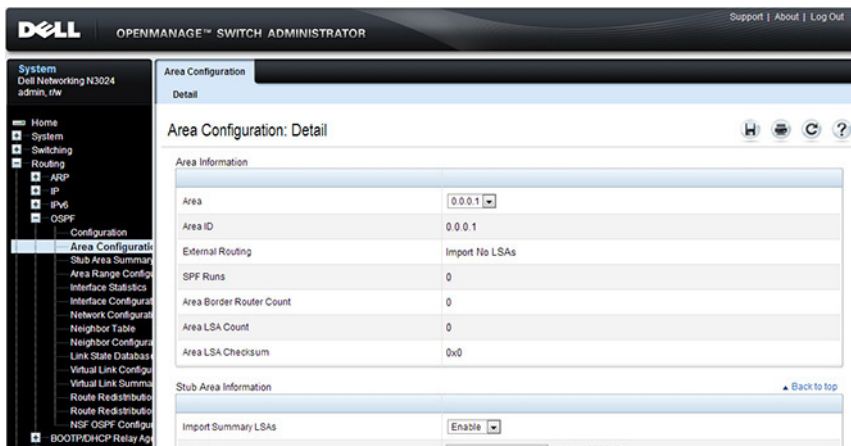 Support | About | Log Out
DELL OPENMANAGE™ SWITCH ADMINISTRATOR
System
Dell Networking N3024
admin, r/w
Home
System
Switching
Routing
ARP
IP
IPv6
OSPF
Configuration
Area Configuratio
Stub Area Summary
Area Range Configu
Interface Statistics
Interface Configurat
Network Configurati
Neighbor Table
Neighbor Configura
Link State Databas
Virtual Link Configu
Virtual Link Summa
Route Redistributio
Route Redistributio
NSF OSPF Configu
BOOTP/DHCP Relay Age
Area Configuration
Detail
Area Configuration: Detail
Area Information
Area 0.0.0.1
Area ID 0.0.0.1
External Routing Import No LSAs
SPF Runs 0
Area Border Router Count 0
Area LSA Count 0
Area LSA Checksum 0x0
Stub Area Information Back to top
Import Summary LSAs Enable